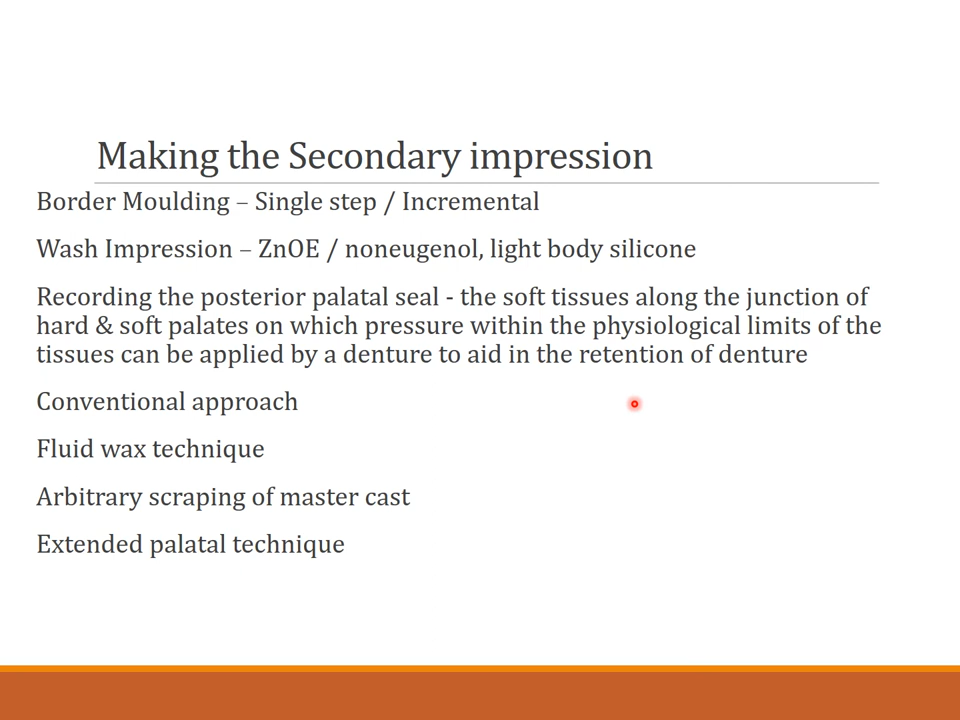 Making the Secondary impression
Border Moulding – Single step / Incremental
Wash Impression – ZnOE / noneugenol, light body silicone
Recording the posterior palatal seal - the soft tissues along the junction of
hard & soft palates on which pressure within the physiological limits of the
tissues can be applied by a denture to aid in the retention of denture
Conventional approach
Fluid wax technique
Arbitrary scraping of master cast
Extended palatal technique